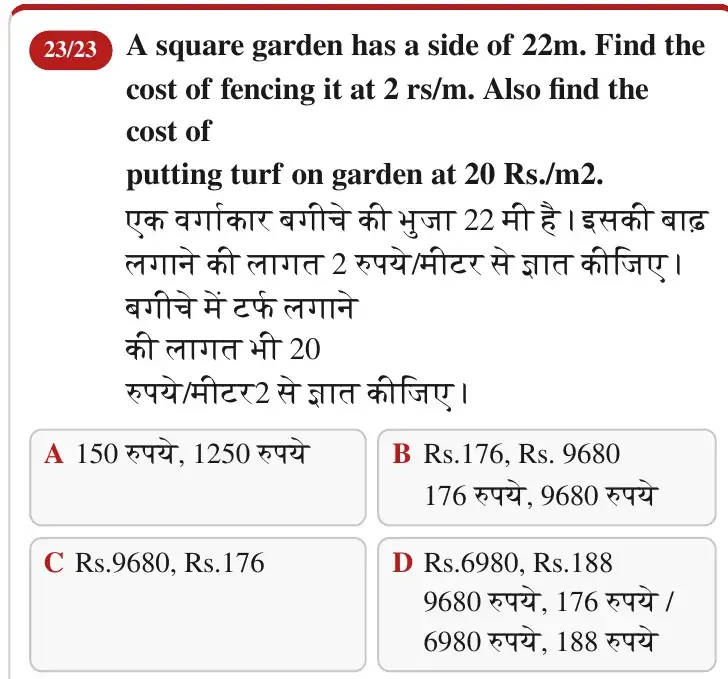 23/23 A square garden has a side of 22m. Find the
cost of fencing it at 2 rs/m. Also find the
cost of
putting turf on garden at 20 Rs./m2.
एक वर्गाकार बगीचे की भुजा 22 मी है। इसकी बाढ़
लगाने की लागत 2 रुपये/मीटर से ज्ञात कीजिए।
बगीचे में टर्फ लगाने
की लागत भी 20
रुपये/मीटर2 से ज्ञात कीजिए।
A 150 रुपये, 1250 रुपये
B Rs.176, Rs. 9680
176 रुपये, 9680 रुपये
C Rs.9680, Rs.176
D Rs.6980, Rs.188
9680 रुपये, 176 रुपये /
6980 रुपये, 188 रुपये